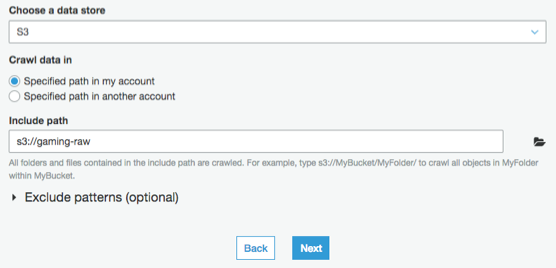 Choose a data store
S3
Crawl data in
Specified path in my account
Specified path in another account
Include path
s3://gaming-raw
All folders and files contained in the include path are crawled. For example, type s3://MyBucket/MyFolder/ to crawl all objects in MyFolder
within MyBucket.
Exclude patterns (optional)
Back Next